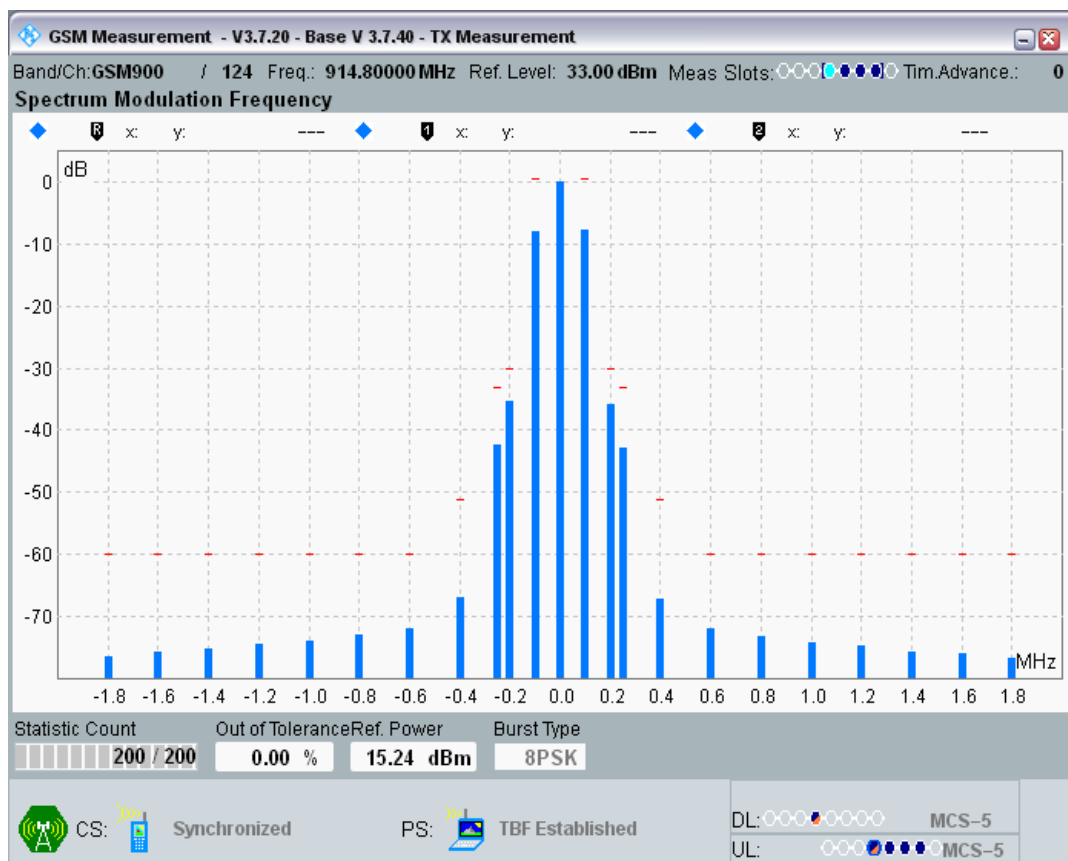 GSM Measurement - V3.7.20 - Base V 3.7.40 - TX Measurement
Band/Ch:GSM900 / 124 Freq.: 914.80000 MHz Ref. Level: 33.00 dBm Meas Slots: Tim.Advance.: 0
Spectrum Modulation Frequency
R x: y: --- 1 x: y: --- 2 x: y: ---
dB
0
-10
-20
-30
-40
-50
-60
-70
MHz
-1.8 -1.6 -1.4 -1.2 -1.0 -0.8 -0.6 -0.4 -0.2 0.0 0.2 0.4 0.6 0.8 1.0 1.2 1.4 1.6 1.8
Statistic Count Out of Tolerance Ref. Power Burst Type
200 / 200 0.00 % 15.24 dBm 8PSK
CS: Synchronized PS: TBF Established
DL: MCS-5
UL: MCS-5